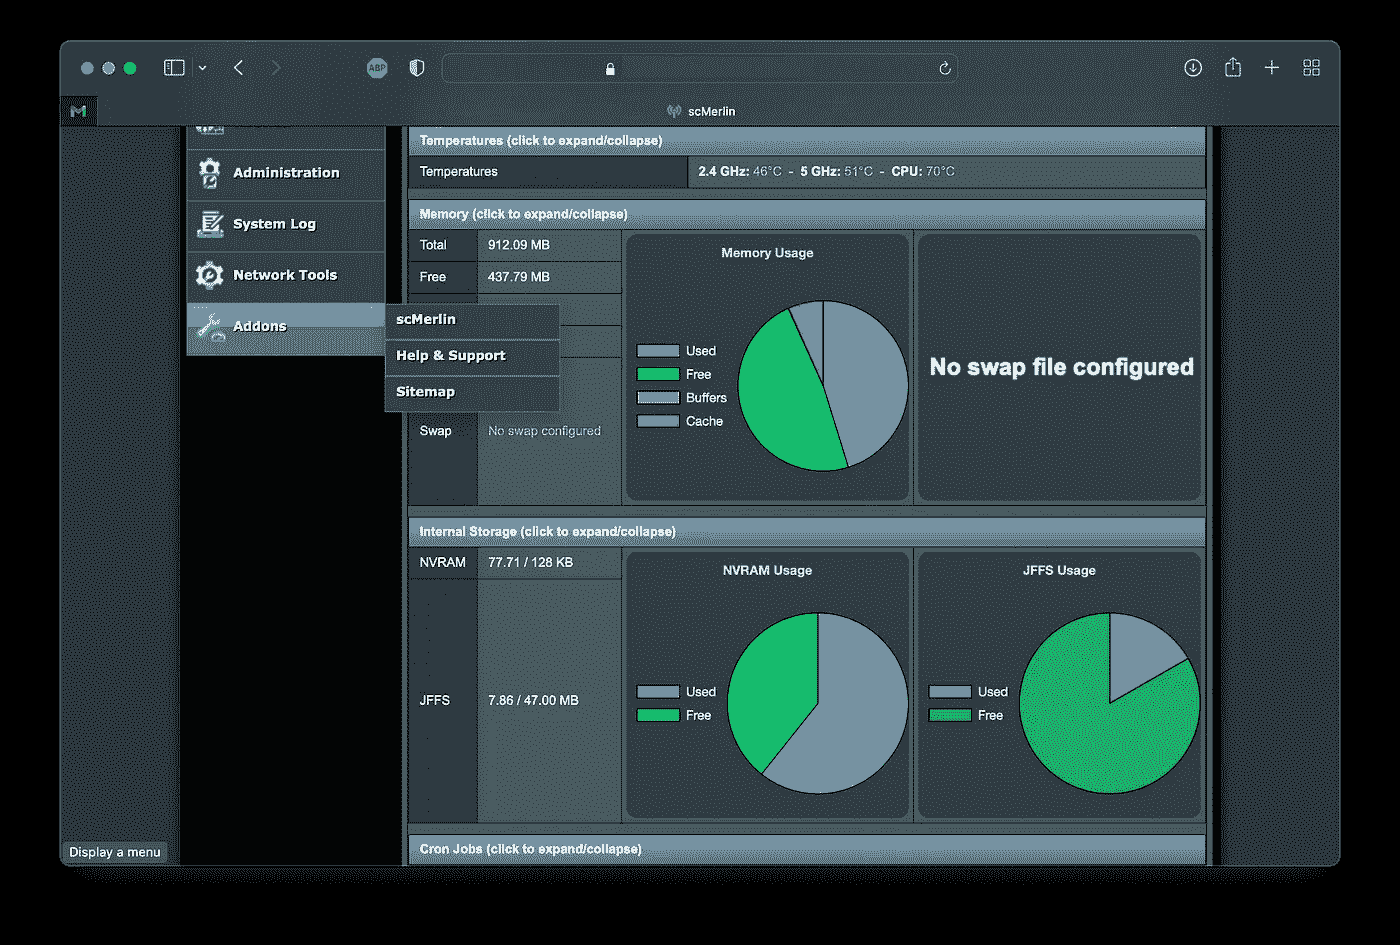 ABP
M
scMerlin
Temperatures (click to expand/collapse)
Temperatures
2.4 GHz: 46°C - 5 GHz: 51°C - CPU: 70°C
Administration
System Log
Network Tools
Addons
scMerlin
Help & Support
Sitemap
Memory (click to expand/collapse)
Total
912.09 MB
Free
437.79 MB
Swap
No swap configured
Memory Usage
Used
Free
Buffers
Cache
No swap file configured
Internal Storage (click to expand/collapse)
NVRAM
77.71 / 128 KB
JFFS
7.86 / 47.00 MB
NVRAM Usage
Used
Free
JFFS Usage
Used
Free
Cron Jobs (click to expand/collapse)
Display a menu